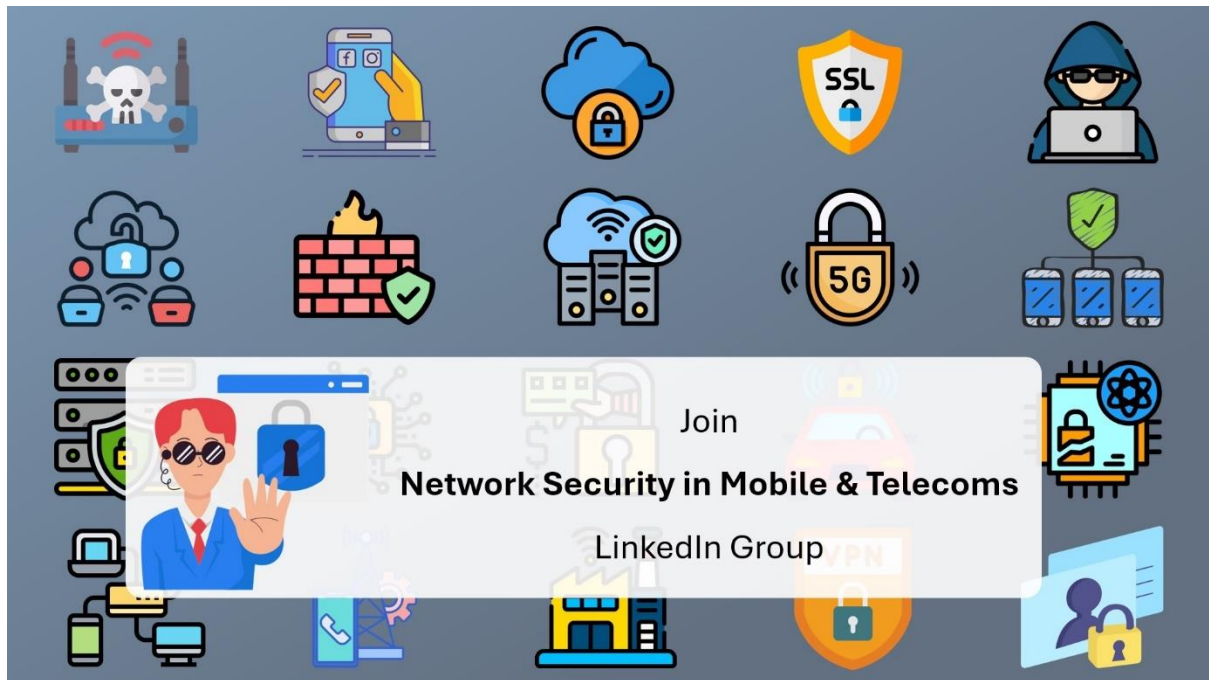 SSL
5G
Join
Network Security in Mobile & Telecoms
LinkedIn Group
VPN